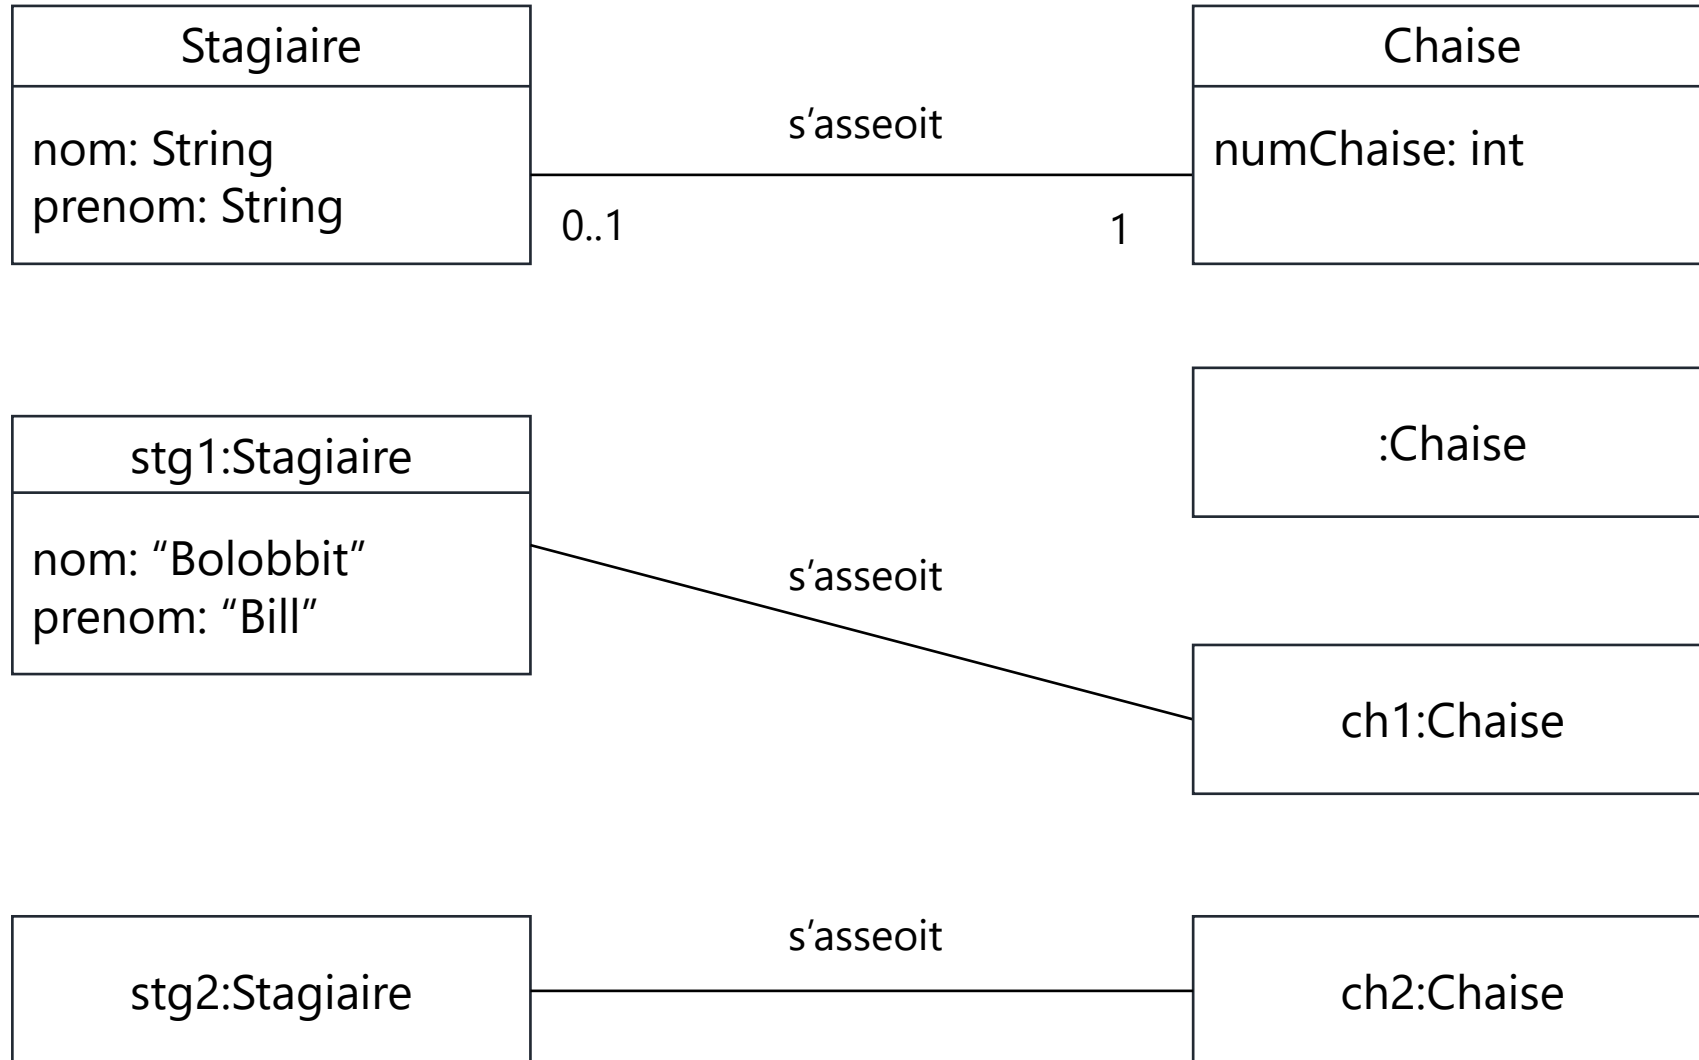 Stagiaire
nom: String
prenom: String
s’asseoit
0..1
1
Chaise
numChaise: int
stg1:Stagiaire
nom: “Bolobbit”
prenom: “Bill”
s’asseoit
:Chaise
ch1:Chaise
stg2:Stagiaire
s’asseoit
ch2:Chaise